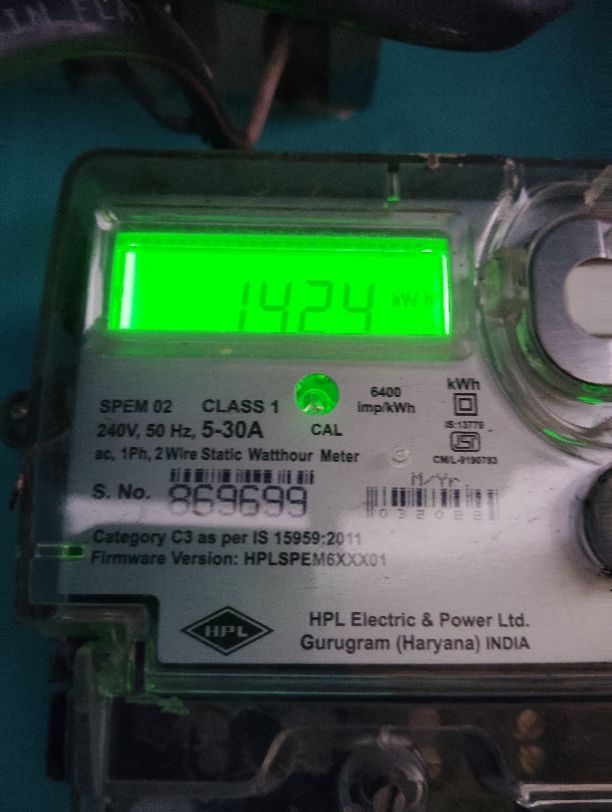 1424 kWh
SPEM 02 CLASS 1
6400
imp/kWh
kWh
240V, 50 Hz, 5-30A
CAL
IS:13779
ac, 1Ph, 2Wire Static Watthour Meter
CM/L-9190783
S. No. 869699
M/Yr.
Category C3 as per IS 15959:2011
Firmware Version: HPLSPEM6XXX01
HPL
HPL Electric & Power Ltd.
Gurugram (Haryana) INDIA